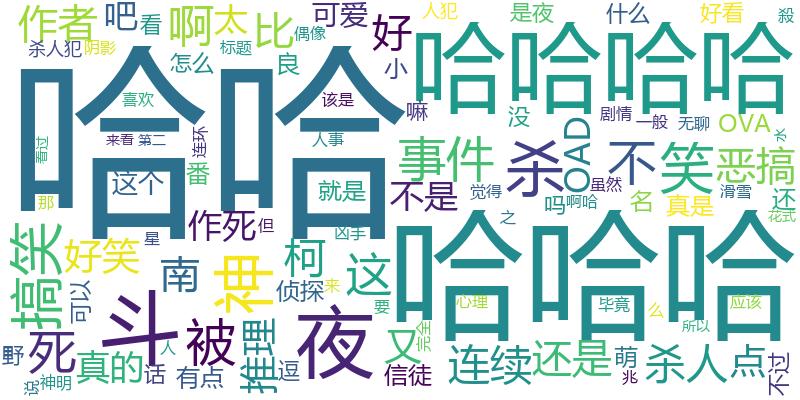 作者
吧
看
啊
太
比
可爱
偶像
好
人犯
是夜
什么
好看
殺
杀人犯
阴影
标题
怎么
良
小
哈哈
哈哈哈哈
喜欢
该是
嘛
没
剧情
一般
无聊
OVA
水
看过
来看
第二
连环
人事
事件
杀
OAD
不
笑
恶搞
番
这个
就是
不是
觉得
虽然
名
真是
滑雪
还
那
作死
但
吗
啊哈
之
花式
搞笑
好笑
星
凶手
南
神
柯
这
哈哈哈
可以
侦探
来
要
心理
毕竟
么
应该
斗
被
夜
完全
所以
野
死
真的
人
推理
又
连续
还是
萌
杀人
点
不过
说
神明
话
有点
逗
信徒
兆